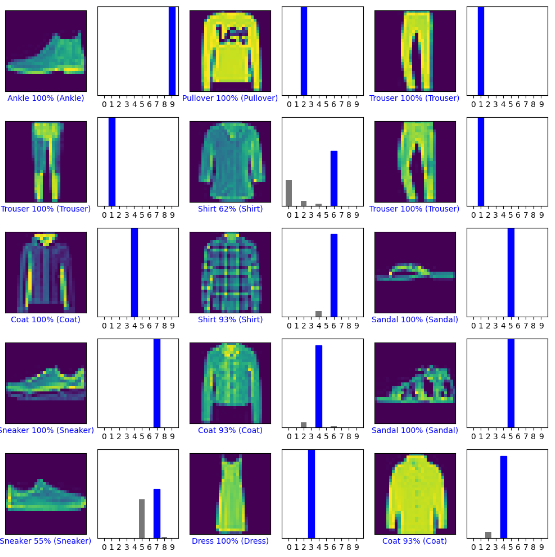 0 1 2 3 4 5 6 7 8 9 0 1 2 3 4 5 6 7 8 9 0 1 2 3 4 5 6 7 8 9
Ankle 100% (Ankle) Pullover 100% (Pullover) Trouser 100% (Trouser)
Lee
0 1 2 3 4 5 6 7 8 9 0 1 2 3 4 5 6 7 8 9 0 1 2 3 4 5 6 7 8 9
Trouser 100% (Trouser) Shirt 62% (Shirt) Trouser 100% (Trouser)
0 1 2 3 4 5 6 7 8 9 0 1 2 3 4 5 6 7 8 9 0 1 2 3 4 5 6 7 8 9
Coat 100% (Coat) Shirt 93% (Shirt) Sandal 100% (Sandal)
0 1 2 3 4 5 6 7 8 9 0 1 2 3 4 5 6 7 8 9 0 1 2 3 4 5 6 7 8 9
Sneaker 100% (Sneaker) Coat 93% (Coat) Sandal 100% (Sandal)
0 1 2 3 4 5 6 7 8 9 0 1 2 3 4 5 6 7 8 9 0 1 2 3 4 5 6 7 8 9
Sneaker 55% (Sneaker) Dress 100% (Dress) Coat 93% (Coat)